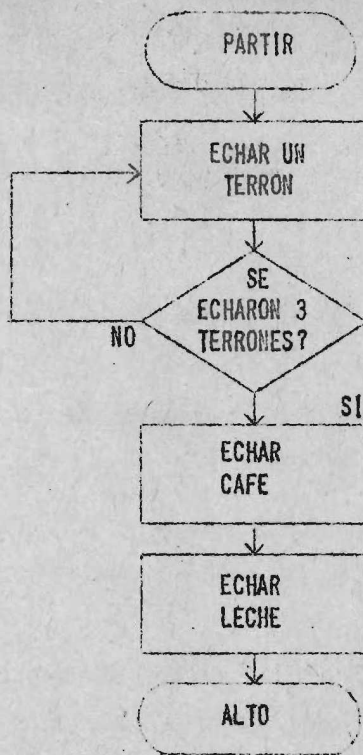 PARTIR
ECHAR UN
TERRON
SE
ECHARON 3
TERRONES?
NO
SI
ECHAR
CAFE
ECHAR
LECHE
ALTO